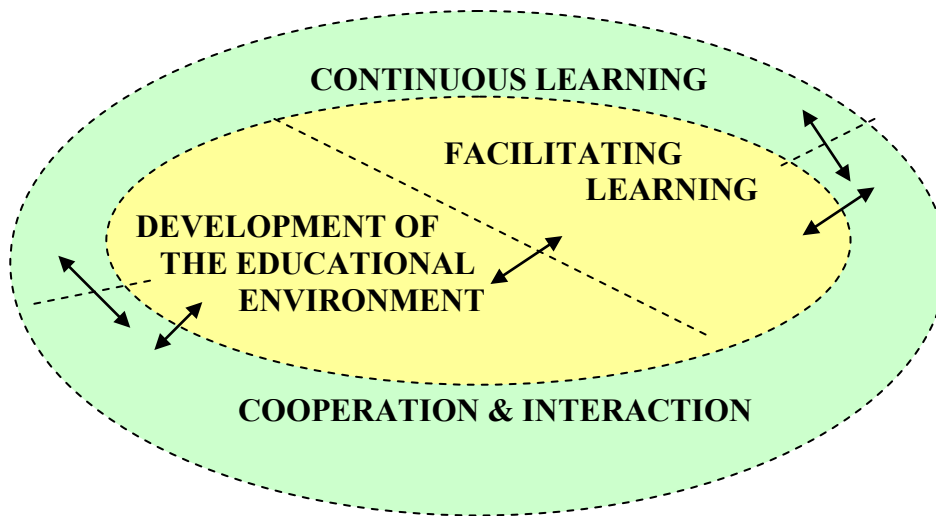 CONTINUOUS LEARNING
FACILITATING
LEARNING
DEVELOPMENT OF
THE EDUCATIONAL
ENVIRONMENT
COOPERATION & INTERACTION